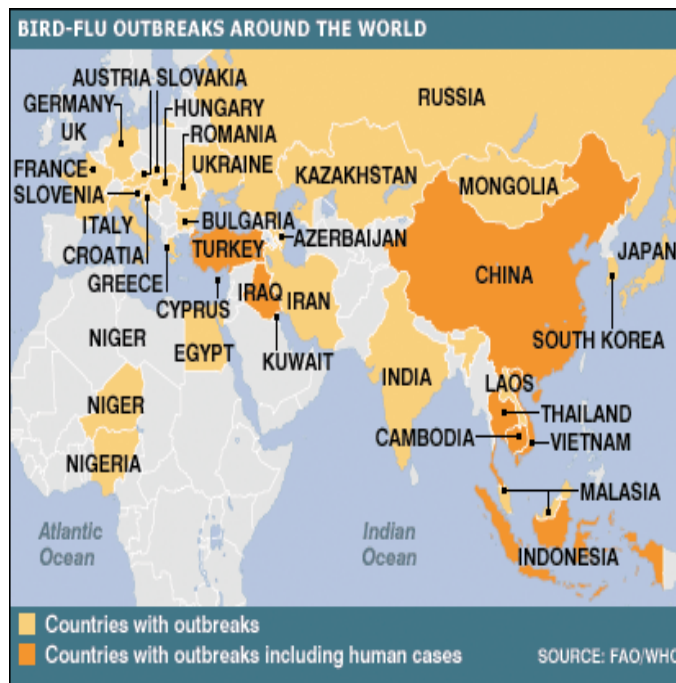 BIRD-FLU OUTBREAKS AROUND THE WORLD
AUSTRIA SLOVAKIA
GERMANY
HUNGARY
UK
ROMANIA
RUSSIA
FRANCE
UKRAINE
KAZAKHSTAN
MONGOLIA
SLOVENIA
ITALY
BULGARIA
CROATIA
TURKEY
AZERBAIJAN
JAPAN
GREECE
CHINA
CYPRUS
IRAQ
IRAN
SOUTH KOREA
NIGER
EGYPT
KUWAIT
INDIA
LAOS
NIGER
THAILAND
CAMBODIA
VIETNAM
NIGERIA
MALASIA
Atlantic
Ocean
Indian
Ocean
INDONESIA
Countries with outbreaks
Countries with outbreaks including human cases
SOURCE: FAO/WHO